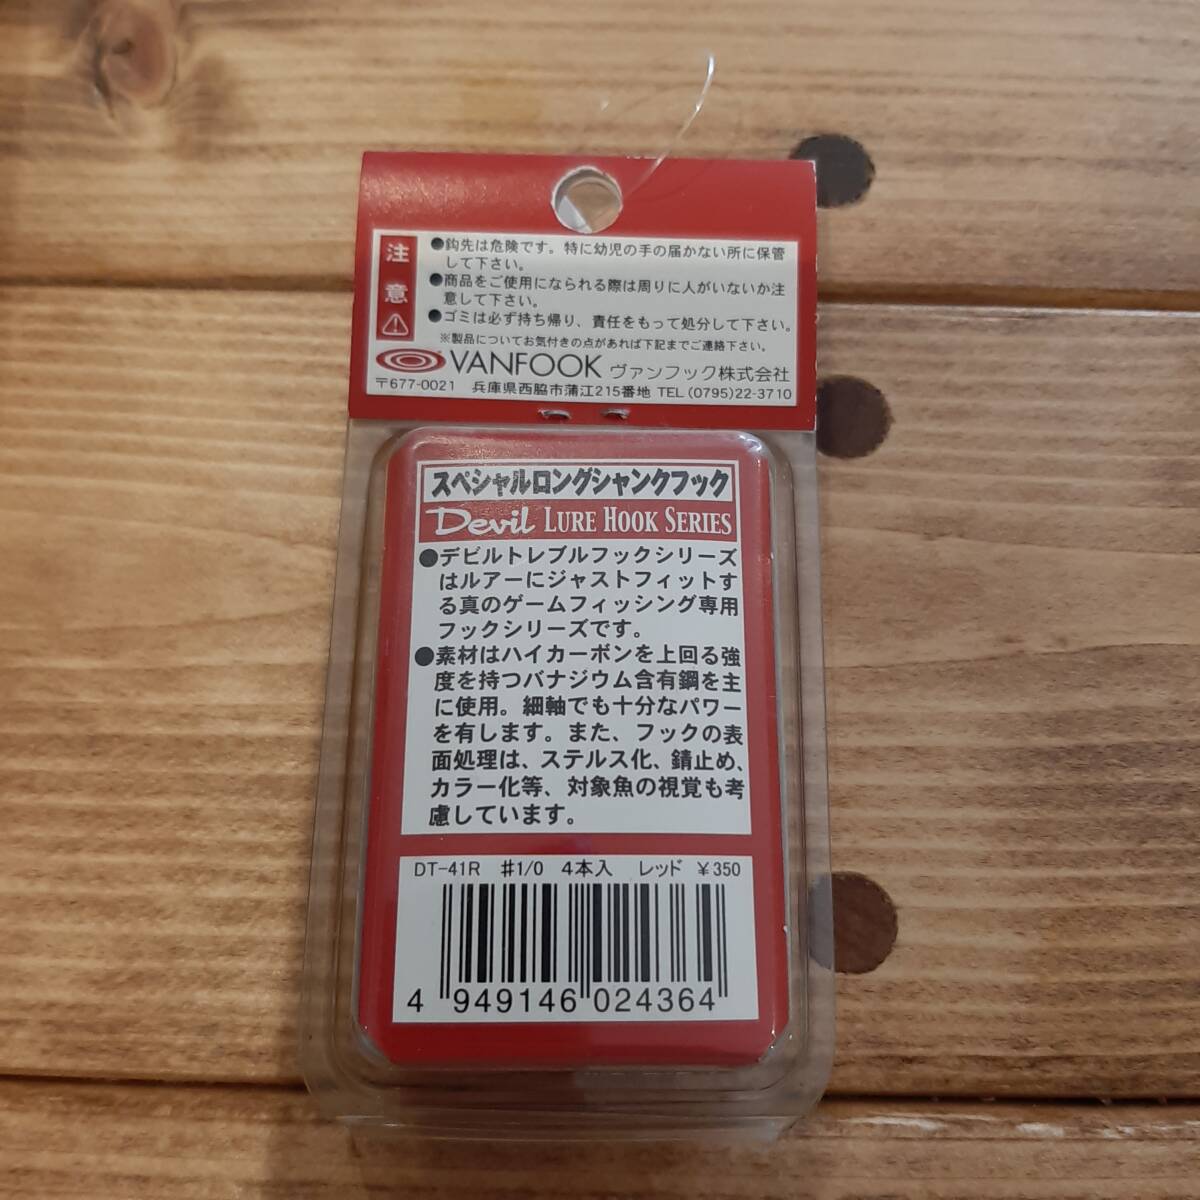 注意
●鈎先は危険です。特に幼児の手の届かない所に保管
して下さい。
●商品をご使用になられる際は周りに人がいないか注
意して下さい。
●ゴミは必ず持ち帰り、責任をもって処分して下さい。
※製品についてお気付きの点があれば下記までご連絡下さい。
VANFOOK ヴァンフック株式会社
〒677-0021 兵庫県西脇市蒲江215番地 TEL(0795)22-3710
スペシャルロングシャンクフック
Devil LURE HOOK SERIES
●デビルトレブルフックシリーズ
はルアーにジャストフィットす
る真のゲームフィッシング専用
フックシリーズです。
●素材はハイカーボンを上回る強
度を持つバナジウム含有鋼を主
に使用。細軸でも十分なパワー
を有します。また、フックの表
面処理は、ステルス化、錆止め、
カラー化等、対象魚の視覚も考
慮しています。
DT-41R ♯1/0 4本入 レッド ¥350
4 949146 024364